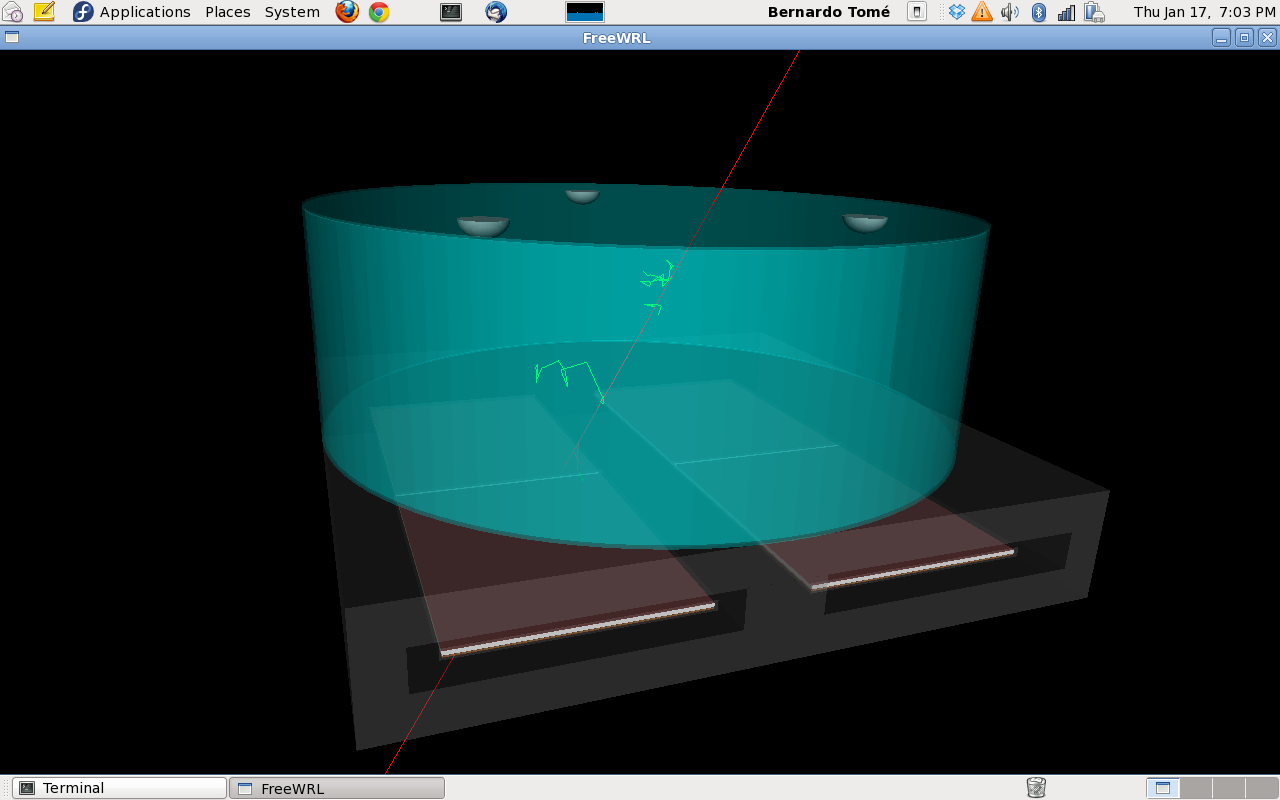 Applications Places System Bernardo Tomé Thu Jan 17, 7:03 PM
FreeWRL
Terminal FreeWRL